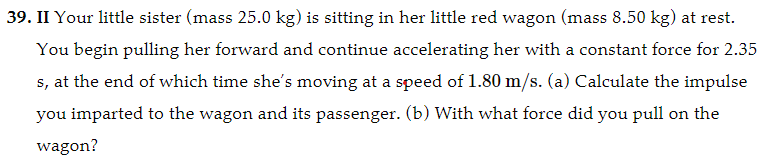 39. II Your little sister (mass 25.0 kg) is sitting in her little red wagon (mass 8.50 kg) at rest.
You begin pulling her forward and continue accelerating her with a constant force for 2.35
s, at the end of which time she's moving at a speed of 1.80 m/s. (a) Calculate the impulse
you imparted to the wagon and its passenger. (b) With what force did you pull on the
wagon?